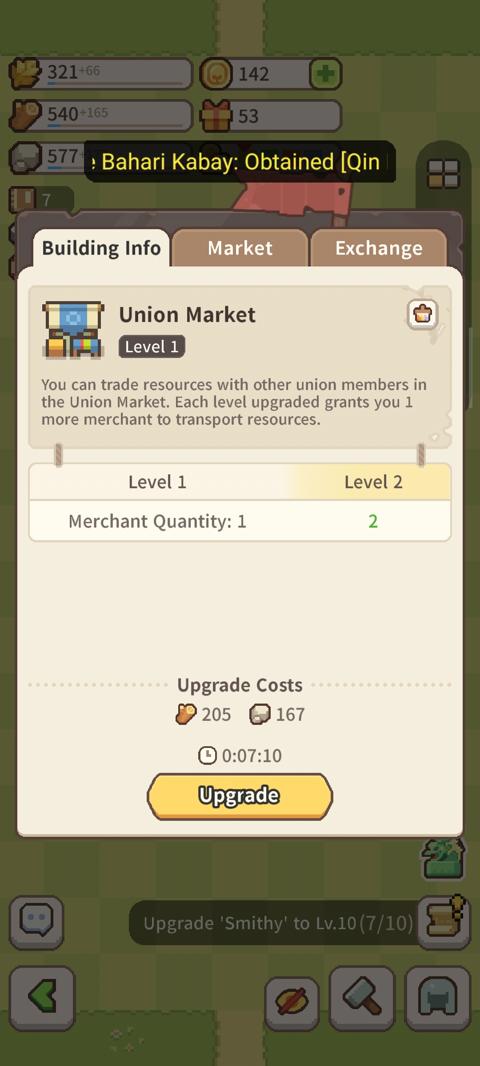 321+66
142
540+165
53
577
Bahari Kabay: Obtained [Qin
7
Building Info
Market
Exchange
Union Market
Level 1
You can trade resources with other union members in
the Union Market. Each level upgraded grants you 1
more merchant to transport resources.
Level 1
Level 2
Merchant Quantity: 1
2
Upgrade Costs
205
167
0:07:10
Upgrade
Upgrade 'Smithy' to Lv.10(7/10)